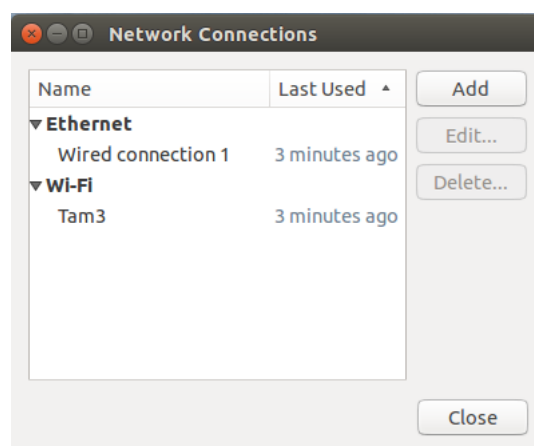 Network Connections
Name Last Used Add
Ethernet Edit...
Wired connection 1 3 minutes ago
Wi-Fi Delete...
Tam3 3 minutes ago
Close